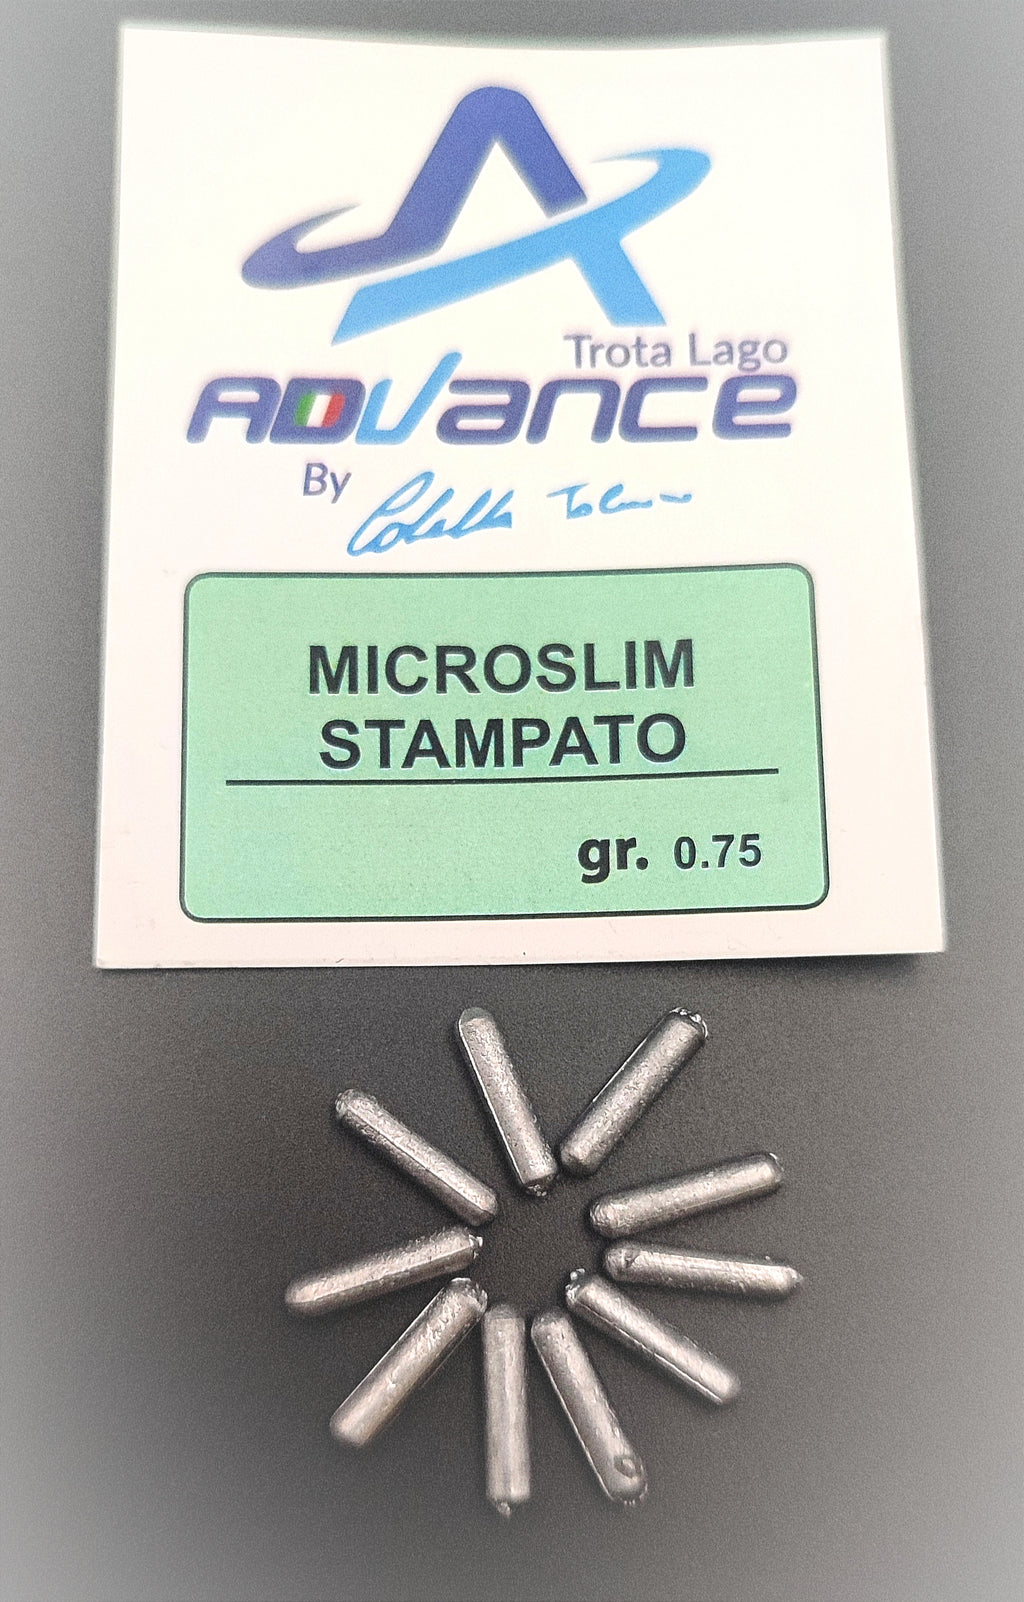 Trota Lago
ADVance
By
MICROSLIM
STAMPATO
gr. 0.75